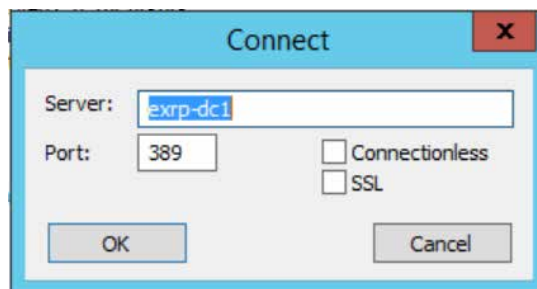 Connect
x
Server: exrp-dc1
Port: 389 Connectionless
SSL
OK Cancel